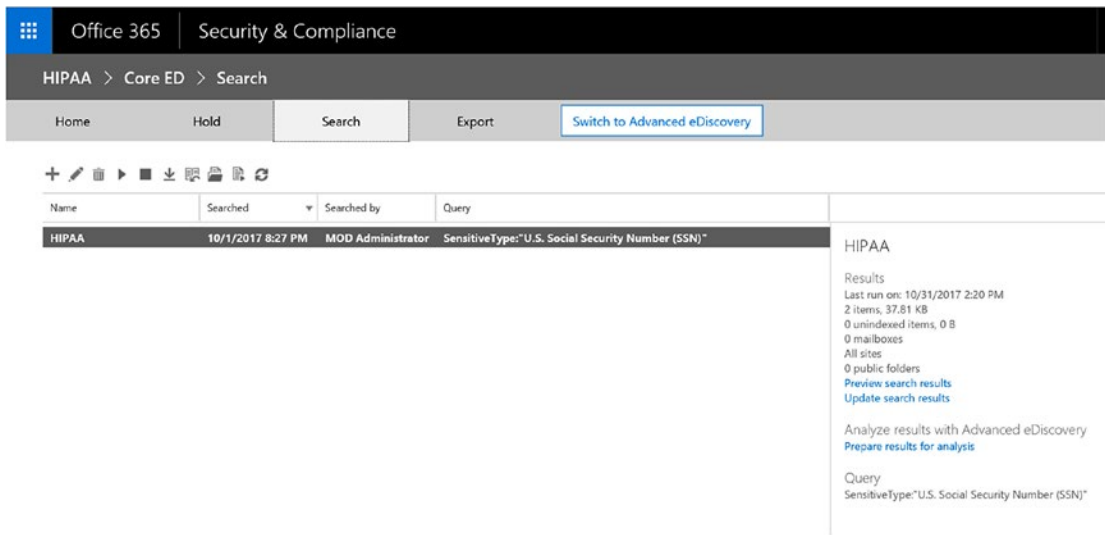 Office 365 Security & Compliance
HIPAA > Core ED > Search
Home Hold Search Export Switch to Advanced eDiscovery
Name Searched Searched by Query
HIPAA 10/1/2017 8:27 PM MOD Administrator SensitiveType:"U.S. Social Security Number (SSN)"
HIPAA
Results
Last run on: 10/31/2017 2:20 PM
2 items, 37.81 KB
0 unindexed items, 0 B
0 mailboxes
All sites
0 public folders
Preview search results
Update search results
Analyze results with Advanced eDiscovery
Prepare results for analysis
Query
SensitiveType:"U.S. Social Security Number (SSN)"